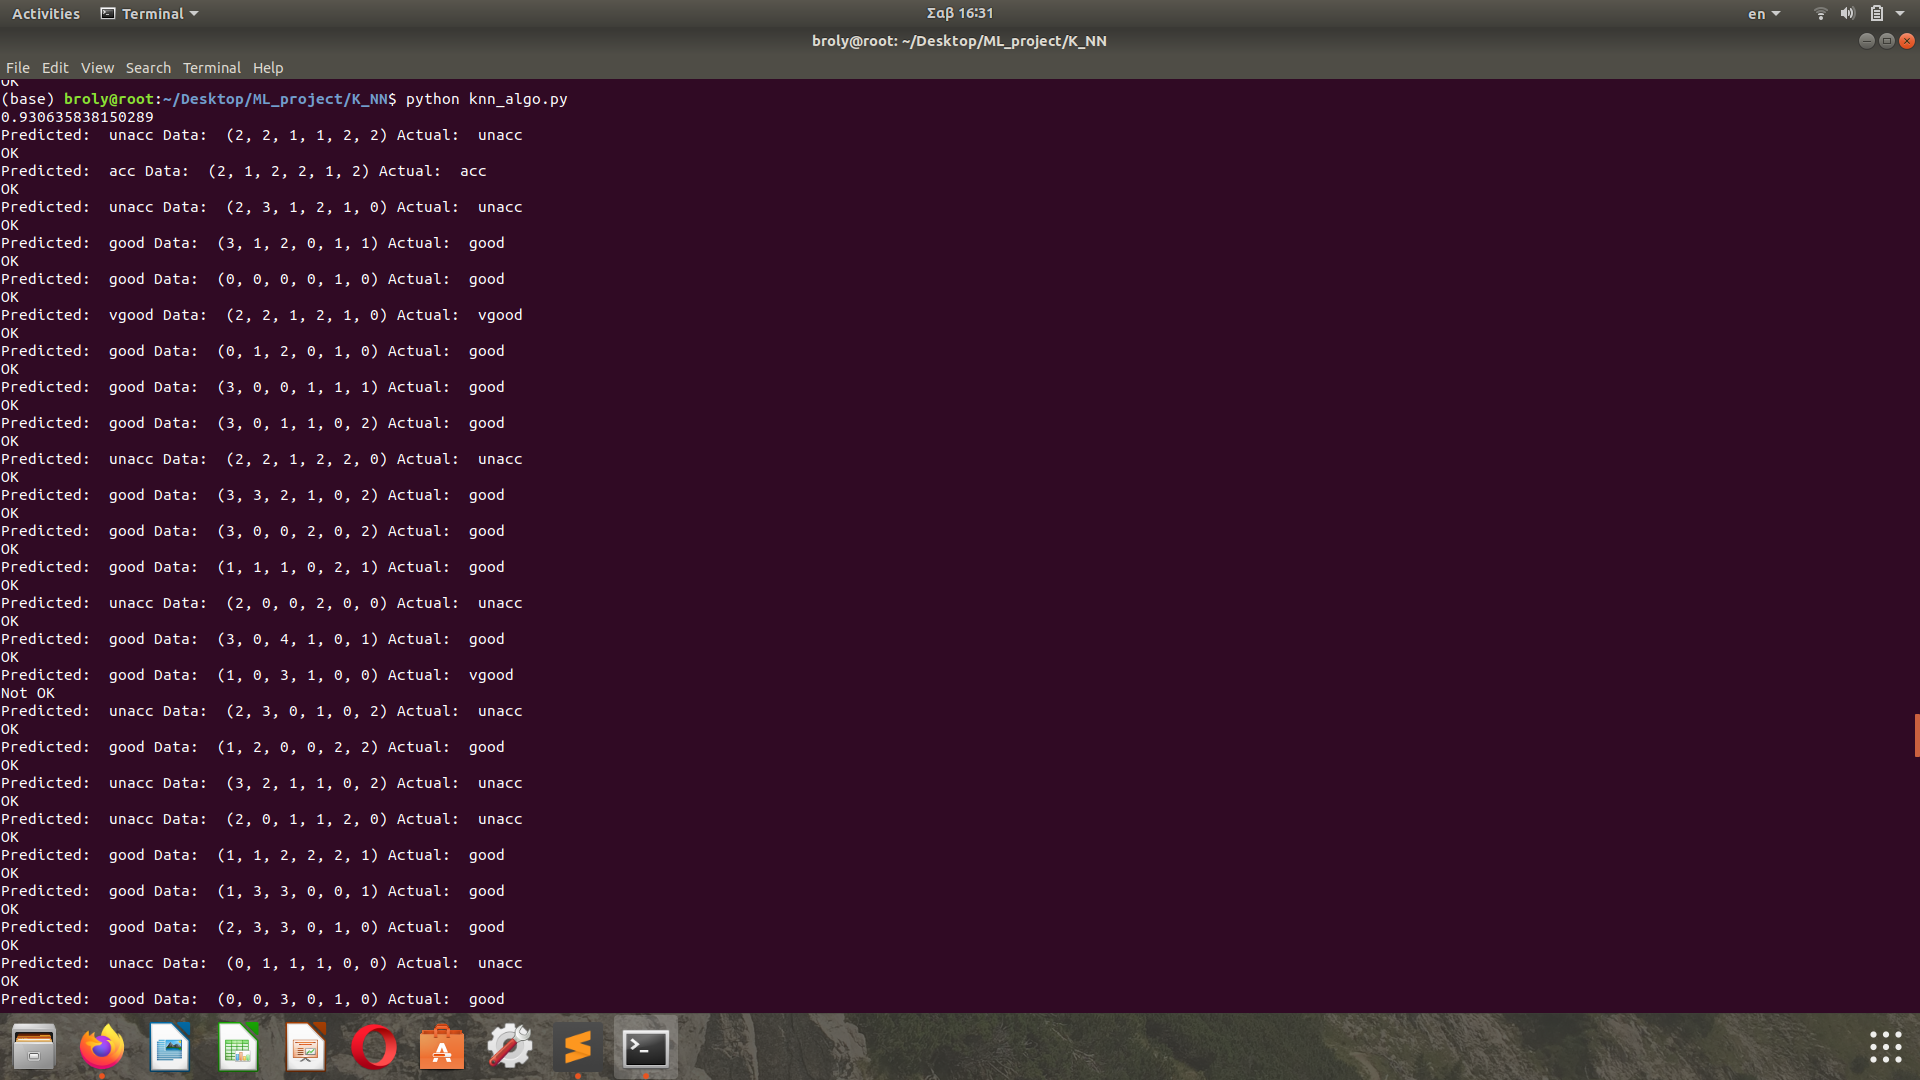 Activities Terminal Σαβ 16:31 en
broly@root: ~/Desktop/ML_project/K_NN
File Edit View Search Terminal Help
OK
(base) broly@root:~/Desktop/ML_project/K_NN$ python knn_algo.py
0.930635838150289
Predicted:  unacc Data:  (2, 2, 1, 1, 2, 2) Actual:  unacc
OK
Predicted:  acc Data:  (2, 1, 2, 2, 1, 2) Actual:  acc
OK
Predicted:  unacc Data:  (2, 3, 1, 2, 1, 0) Actual:  unacc
OK
Predicted:  good Data:  (3, 1, 2, 0, 1, 1) Actual:  good
OK
Predicted:  good Data:  (0, 0, 0, 0, 1, 0) Actual:  good
OK
Predicted:  vgood Data:  (2, 2, 1, 2, 1, 0) Actual:  vgood
OK
Predicted:  good Data:  (0, 1, 2, 0, 1, 0) Actual:  good
OK
Predicted:  good Data:  (3, 0, 0, 1, 1, 1) Actual:  good
OK
Predicted:  good Data:  (3, 0, 1, 1, 0, 2) Actual:  good
OK
Predicted:  unacc Data:  (2, 2, 1, 2, 2, 0) Actual:  unacc
OK
Predicted:  good Data:  (3, 3, 2, 1, 0, 2) Actual:  good
OK
Predicted:  good Data:  (3, 0, 0, 2, 0, 2) Actual:  good
OK
Predicted:  good Data:  (1, 1, 1, 0, 2, 1) Actual:  good
OK
Predicted:  unacc Data:  (2, 0, 0, 2, 0, 0) Actual:  unacc
OK
Predicted:  good Data:  (3, 0, 4, 1, 0, 1) Actual:  good
OK
Predicted:  good Data:  (1, 0, 3, 1, 0, 0) Actual:  vgood
Not OK
Predicted:  unacc Data:  (2, 3, 0, 1, 0, 2) Actual:  unacc
OK
Predicted:  good Data:  (1, 2, 0, 0, 2, 2) Actual:  good
OK
Predicted:  unacc Data:  (3, 2, 1, 1, 0, 2) Actual:  unacc
OK
Predicted:  unacc Data:  (2, 0, 1, 1, 2, 0) Actual:  unacc
OK
Predicted:  good Data:  (1, 1, 2, 2, 2, 1) Actual:  good
OK
Predicted:  good Data:  (1, 3, 3, 0, 0, 1) Actual:  good
OK
Predicted:  good Data:  (2, 3, 3, 0, 1, 0) Actual:  good
OK
Predicted:  unacc Data:  (0, 1, 1, 1, 0, 0) Actual:  unacc
OK
Predicted:  good Data:  (0, 0, 3, 0, 1, 0) Actual:  good